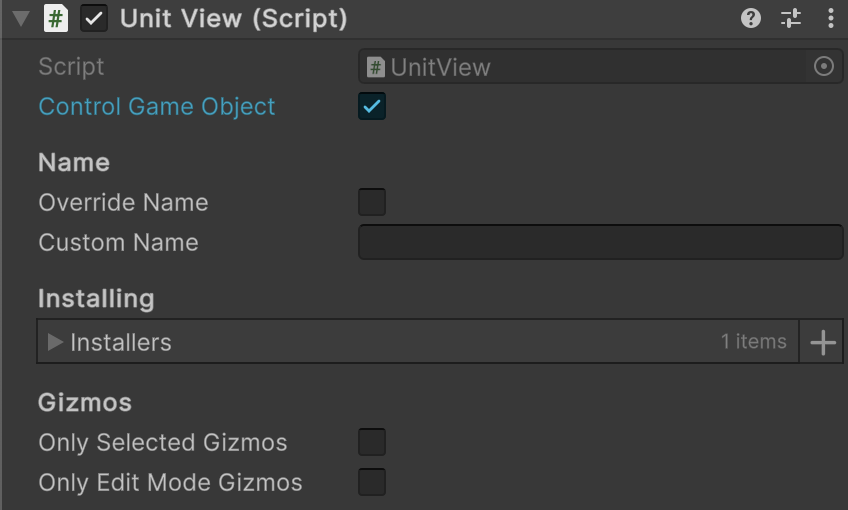 # Unit View (Script)
Script # UnitView
Control Game Object
Name
Override Name
Custom Name
Installing
Installers 1 items
Gizmos
Only Selected Gizmos
Only Edit Mode Gizmos